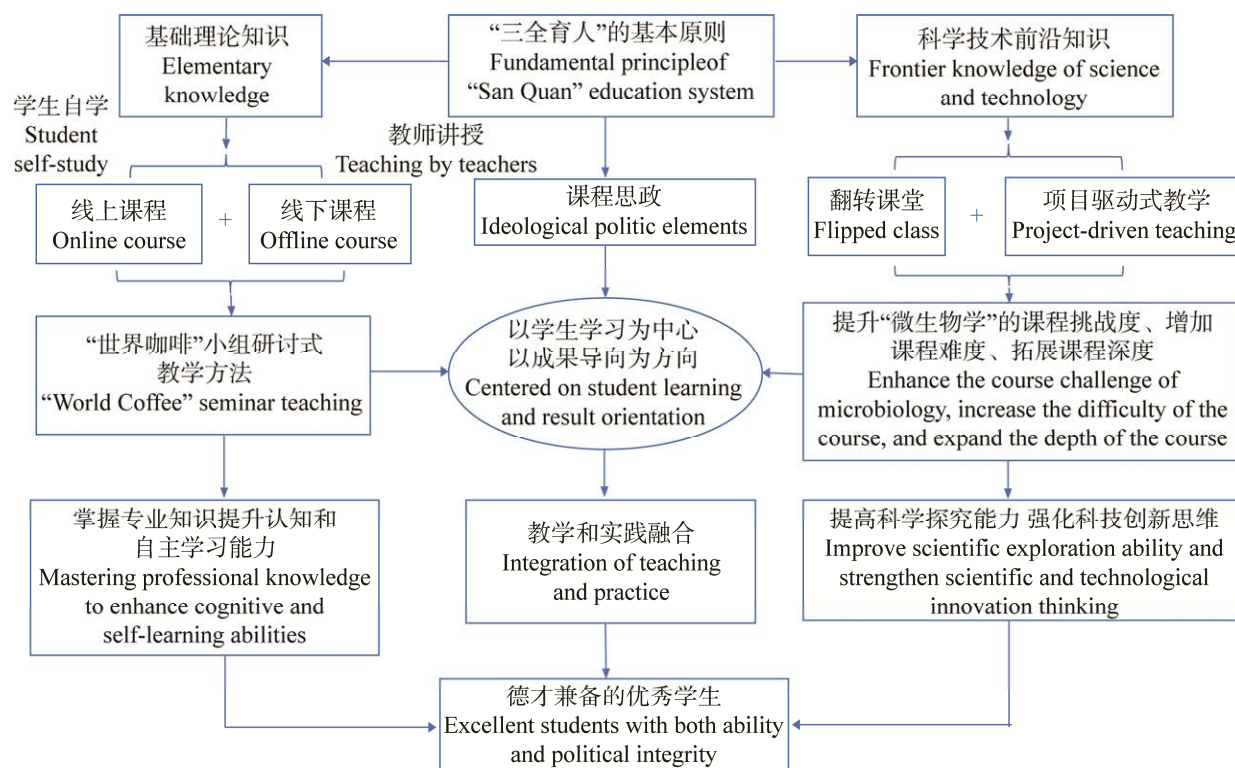 基础理论知识
Elementary
knowledge
“三全育人”的基本原则
Fundamental principleof
“San Quan” education system
科学技术前沿知识
Frontier knowledge of science
and technology
学生自学
Student
self-study
教师讲授
Teaching by teachers
线上课程
Online course
+
线下课程
Offline course
课程思政
Ideological politic elements
翻转课堂
Flipped class
+
项目驱动式教学
Project-driven teaching
“世界咖啡”小组研讨式
教学方法
“World Coffee” seminar teaching
以学生学习为中心
以成果导向为方向
Centered on student learning
and result orientation
提升“微生物学”的课程挑战度、增加
课程难度、拓展课程深度
Enhance the course challenge of
microbiology, increase the difficulty of the
course, and expand the depth of the course
掌握专业知识提升认知和
自主学习能力
Mastering professional knowledge
to enhance cognitive and
self-learning abilities
教学和实践融合
Integration of teaching
and practice
提高科学探究能力 强化科技创新思维
Improve scientific exploration ability and
strengthen scientific and technological
innovation thinking
德才兼备的优秀学生
Excellent students with both ability
and political integrity